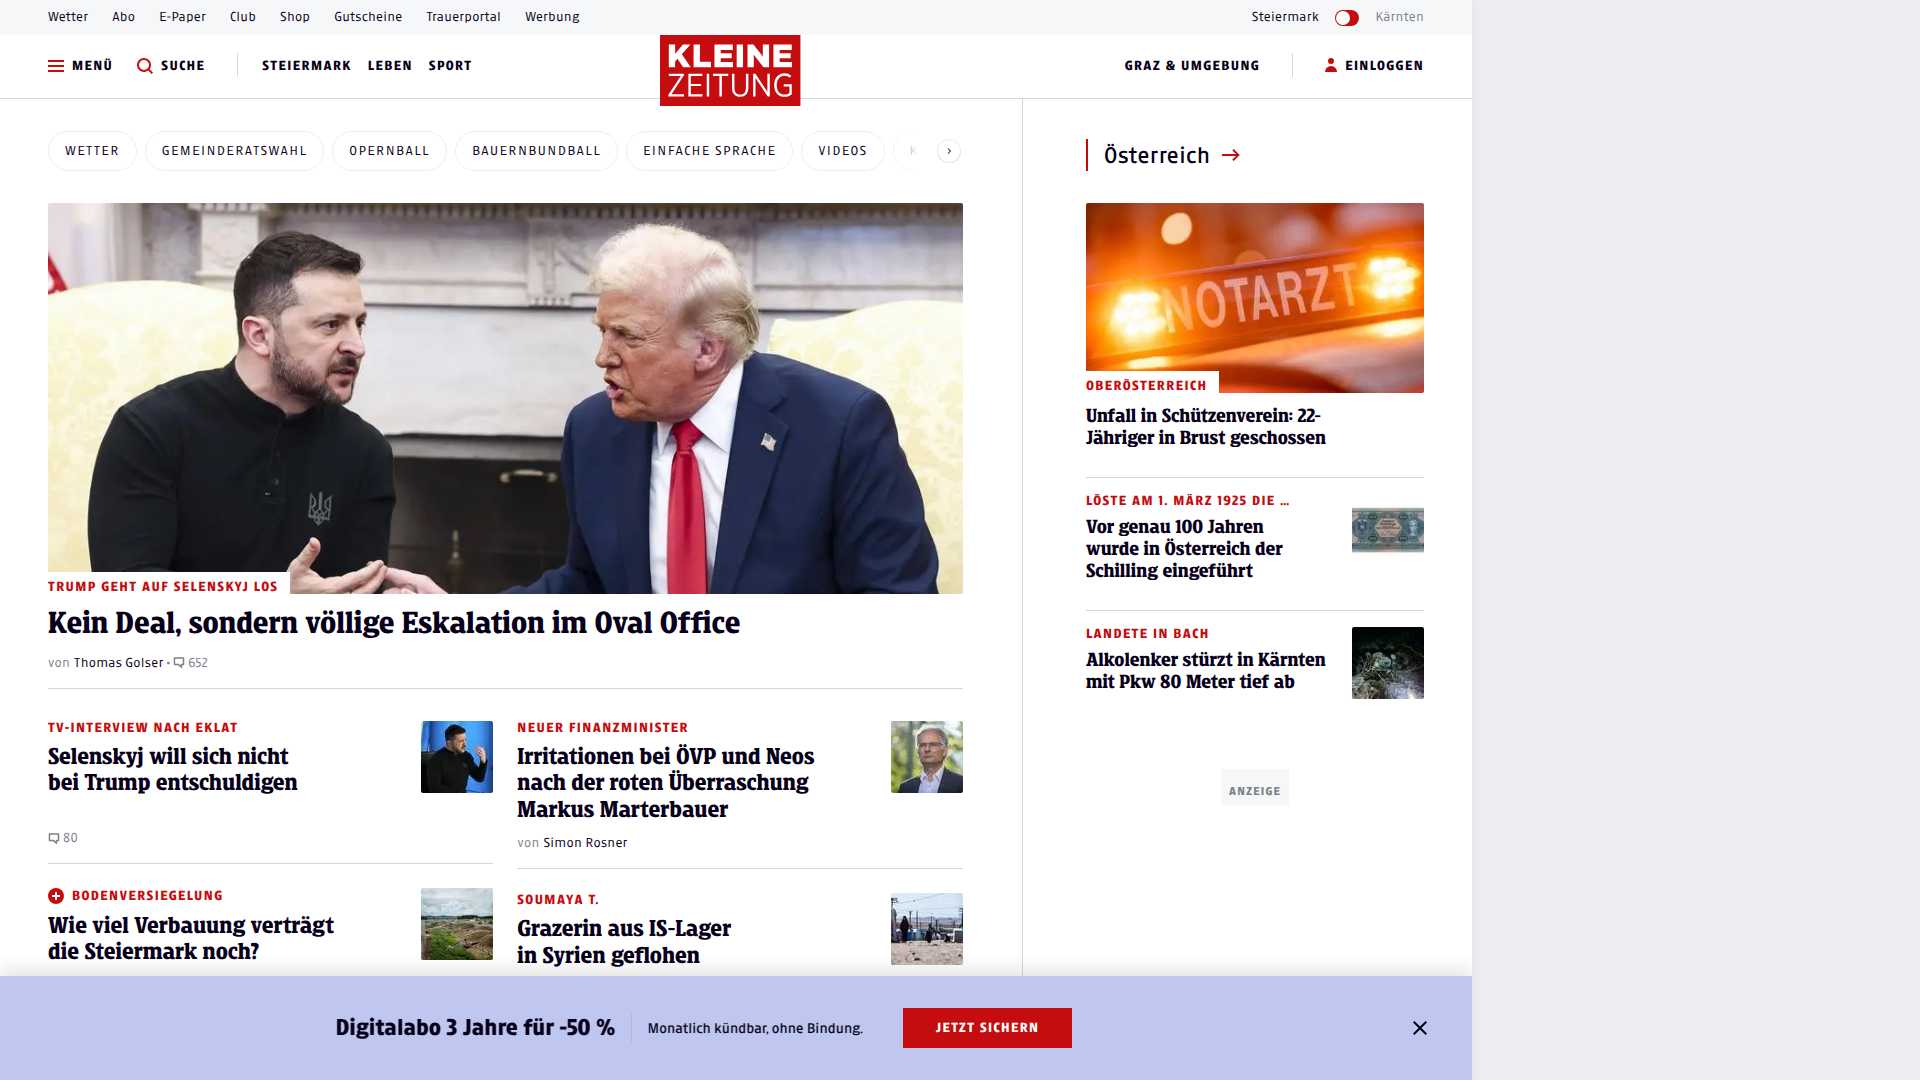 Wetter Abo E-Paper Club Shop Gutscheine Trauerportal Werbung Steiermark Kärnten
MENÜ SUCHE STEIERMARK LEBEN SPORT KLEINE ZEITUNG GRAZ & UMGEBUNG EINLOGGEN
WETTER GEMEINDERATSWAHL OPERNBALL BAUERNBUNDBALL EINFACHE SPRACHE VIDEOS K
TRUMP GEHT AUF SELENSKYJ LOS
Kein Deal, sondern völlige Eskalation im Oval Office
von Thomas Golser • 652
TV-INTERVIEW NACH EKLAT
Selenskyj will sich nicht
bei Trump entschuldigen
80
NEUER FINANZMINISTER
Irritationen bei ÖVP und Neos
nach der roten Überraschung
Markus Marterbauer
von Simon Rosner
BODENVERSIEGELUNG
Wie viel Verbauung verträgt
die Steiermark noch?
SOUMAYA T.
Grazerin aus IS-Lager
in Syrien geflohen
Österreich
NOTARZT
OBERÖSTERREICH
Unfall in Schützenverein: 22-
Jähriger in Brust geschossen
LÖSTE AM 1. MÄRZ 1925 DIE ...
Vor genau 100 Jahren
wurde in Österreich der
Schilling eingeführt
LANDETE IN BACH
Alkolenker stürzt in Kärnten
mit Pkw 80 Meter tief ab
ANZEIGE
Digitalabo 3 Jahre für -50 % Monatlich kündbar, ohne Bindung. JETZT SICHERN